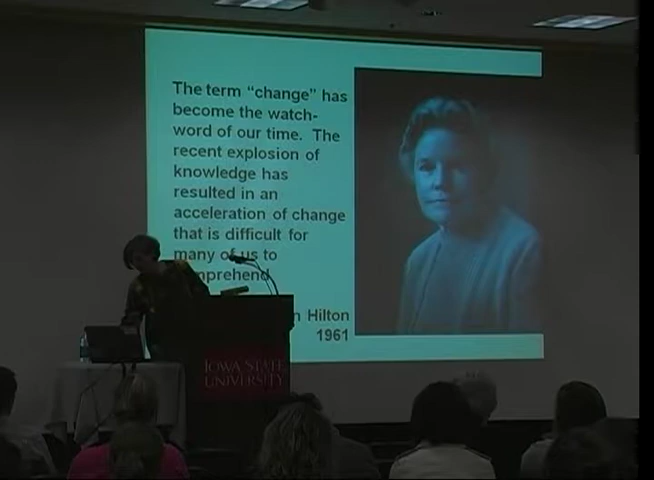 The term “change” has
become the watch-
word of our time. The
recent explosion of
knowledge has
resulted in an
acceleration of change
that is difficult for
many of us to
mprehend
n Hilton
1961
IOWA STATE
UNIVERSITY